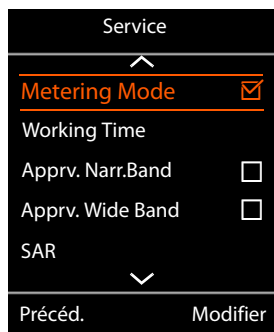 Service
Metering Mode
Working Time
Apprv. Narr.Band
Apprv. Wide Band
SAR
Précéd. Modifier